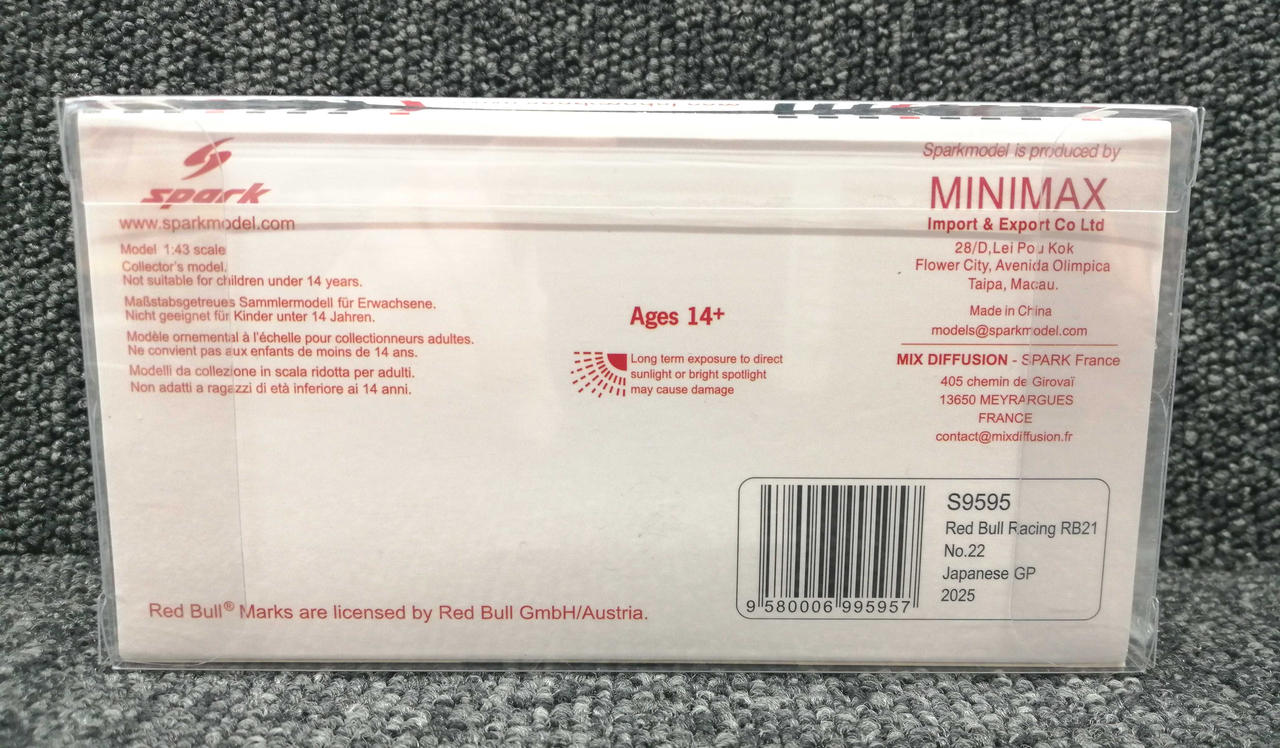 spark
www.sparkmodel.com
Model 1:43 scale
Collector's model.
Not suitable for children under 14 years.
Maßstabsgetreues Sammlermodell für Erwachsene.
Nicht geeignet für Kinder unter 14 Jahren.
Modèle ornemental à l'échelle pour collectionneurs adultes.
Ne convient pas aux enfants de moins de 14 ans.
Modelli da collezione in scala ridotta per adulti.
Non adatti a ragazzi di età inferiore ai 14 anni.
Ages 14+
Long term exposure to direct
sunlight or bright spotlight
may cause damage
Sparkmodel is produced by
MINIMAX
Import & Export Co Ltd
28/D,Lei Pou Kok
Flower City, Avenida Olimpica
Taipa, Macau.
Made in China
models@sparkmodel.com
MIX DIFFUSION - SPARK France
405 chemin de Girovaï
13650 MEYRARGUES
FRANCE
contact@mixdiffusion.fr
S9595
Red Bull Racing RB21
No.22
Japanese GP
2025
9 580006 995957
Red Bull® Marks are licensed by Red Bull GmbH/Austria.